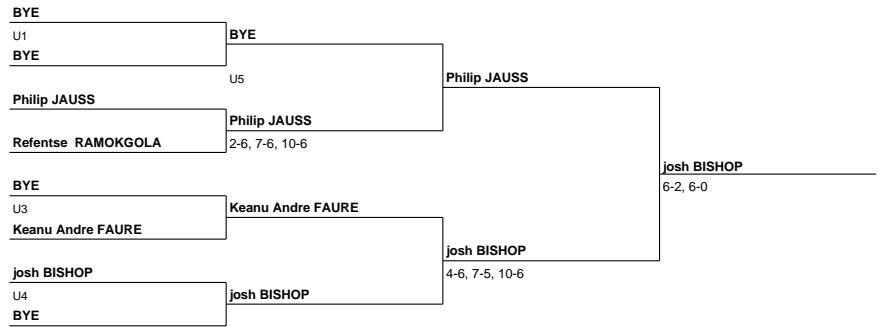 BYE
U1
BYE
BYE
U5
Philip JAUSS
Philip JAUSS
Philip JAUSS
Refentse  RAMOKGOLA
2-6, 7-6, 10-6
josh BISHOP
6-2, 6-0
BYE
U3
Keanu Andre FAURE
Keanu Andre FAURE
josh BISHOP
4-6, 7-5, 10-6
josh BISHOP
U4
josh BISHOP
BYE